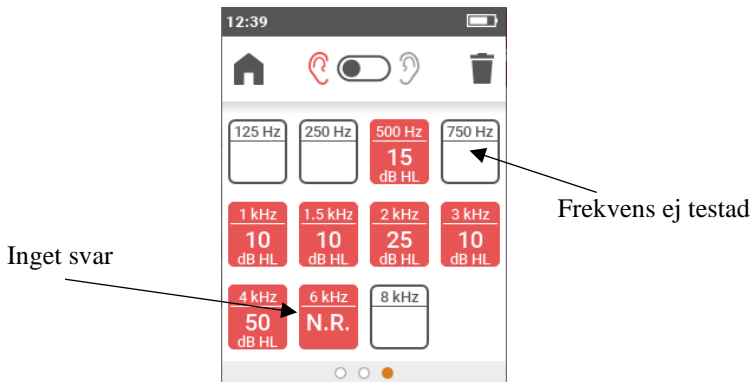 12:39
125 Hz 250 Hz 500 Hz 750 Hz
15
dB HL
Frekvens ej testad
1 kHz 1.5 kHz 2 kHz 3 kHz
10 10 25 10
dB HL dB HL dB HL dB HL
Inget svar
4 kHz 6 kHz 8 kHz
50 N.R.
dB HL